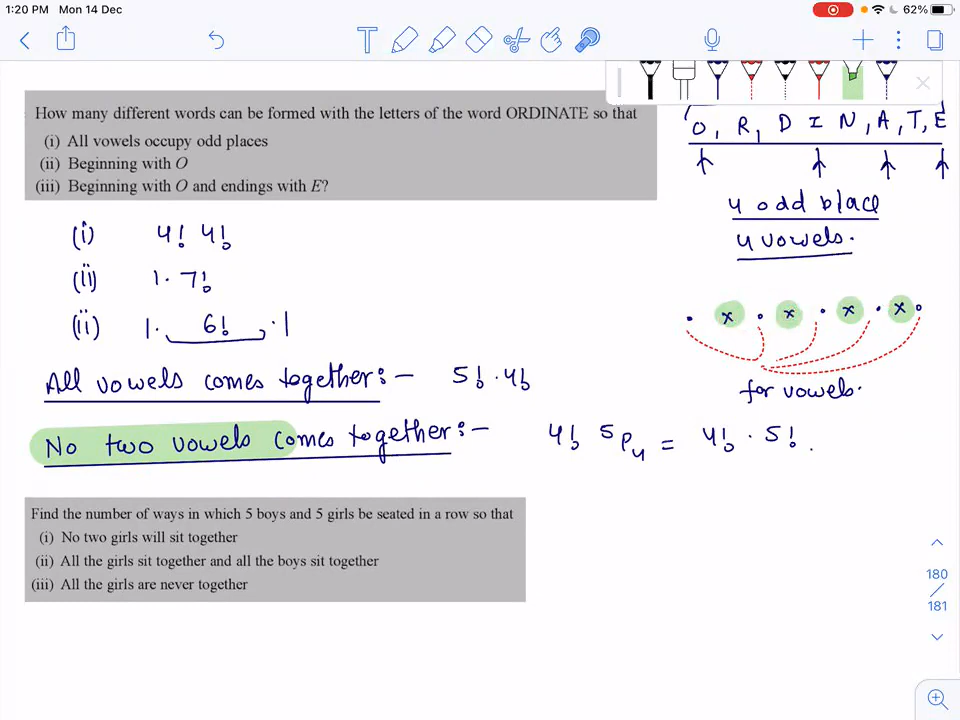 1:20 PM Mon 14 Dec
62%
How many different words can be formed with the letters of the word ORDINATE so that
(i) All vowels occupy odd places
(ii) Beginning with O
(iii) Beginning with O and endings with E?
O, R, D I N, A, T, E
4 odd place
4 vowels.
(i) 4! 4!
(ii) 1. 7!
(ii) 1. 6! .1
. x . x . x . x .
for vowels.
All vowels comes together:- 5! . 4!
No two vowels comes together:- 4! ⁵P₄ = 4! . 5! .
Find the number of ways in which 5 boys and 5 girls be seated in a row so that
(i) No two girls will sit together
(ii) All the girls sit together and all the boys sit together
(iii) All the girls are never together
180
/
181